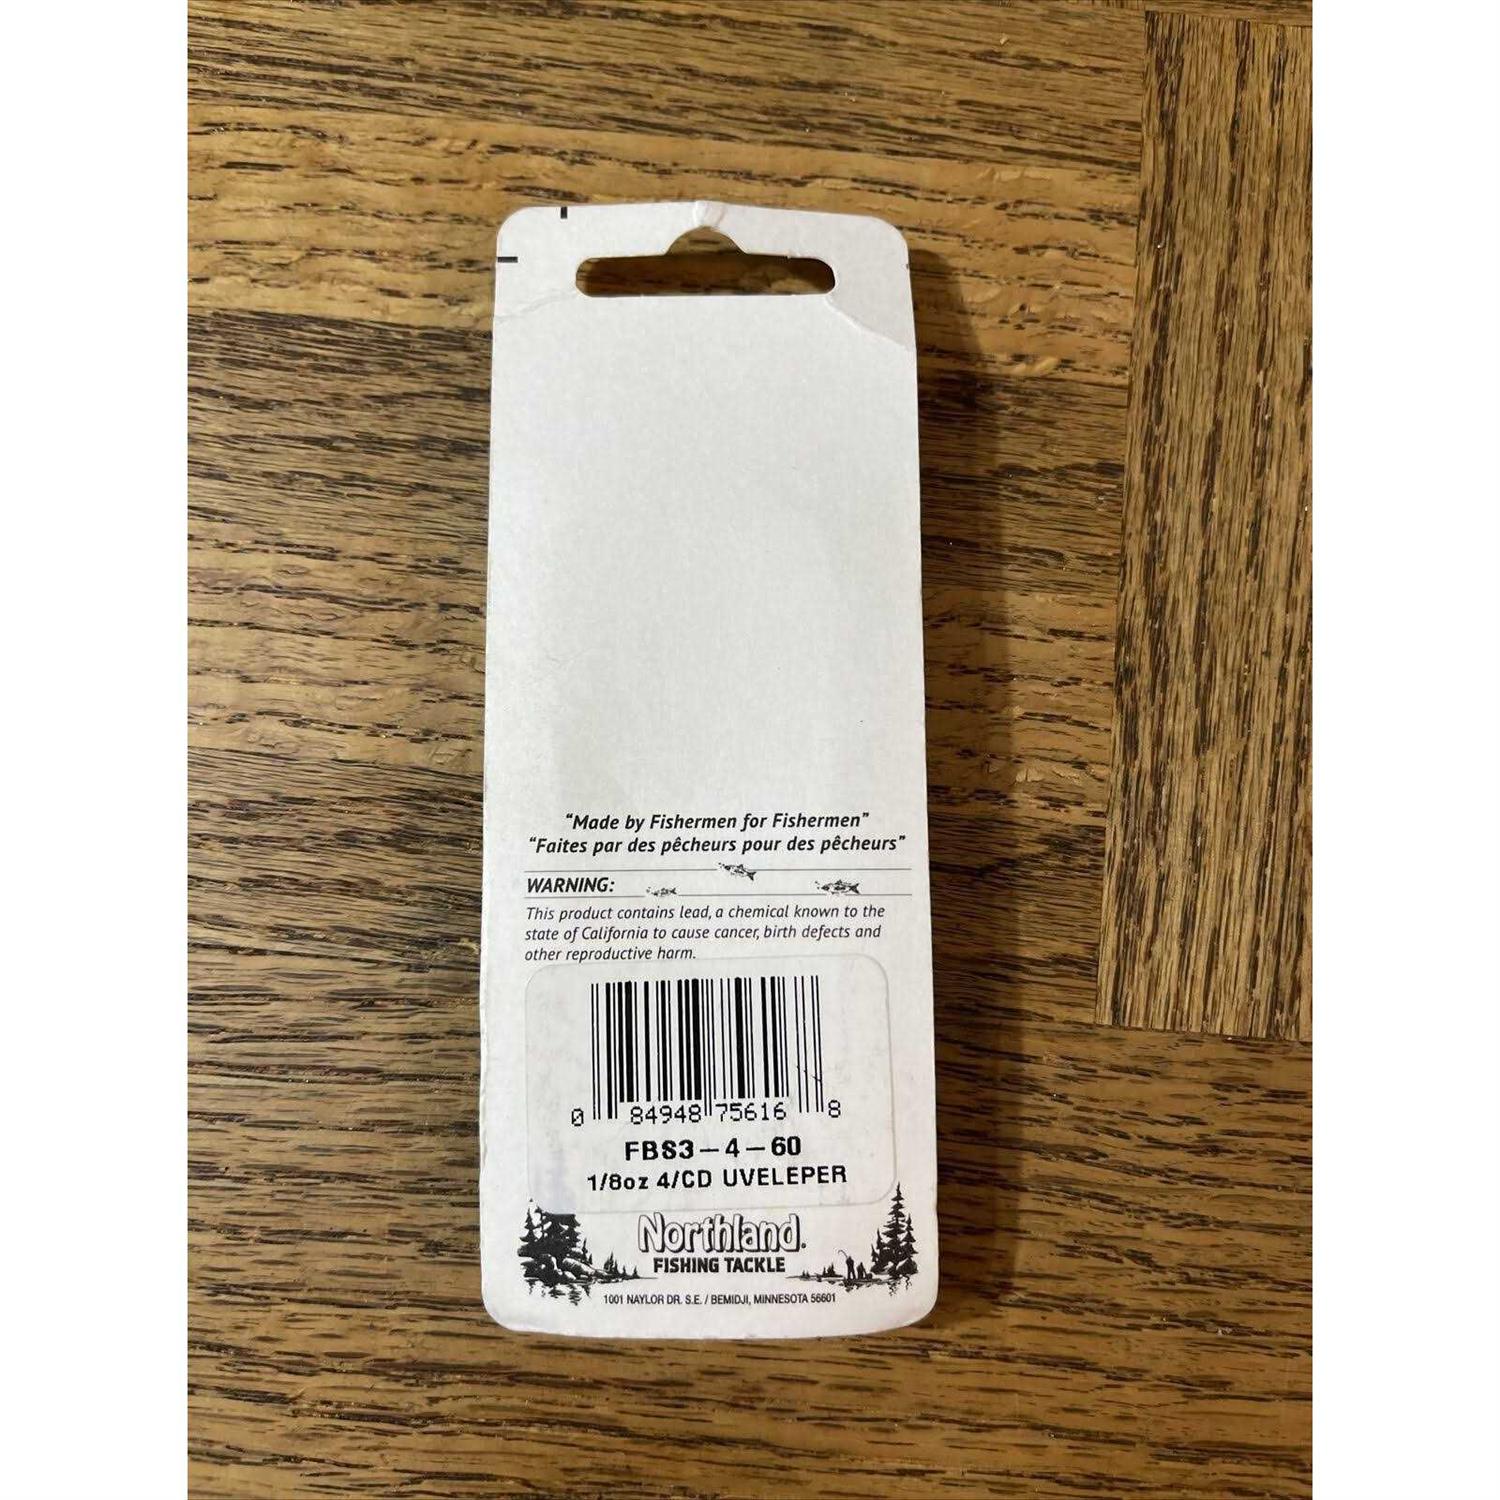 “Made by Fishermen for Fishermen”
“Faites par des pêcheurs pour des pêcheurs”
WARNING:
This product contains lead, a chemical known to the
state of California to cause cancer, birth defects and
other reproductive harm.
0 84948 75616 8
FBS3-4-60
1/8oz 4/CD UVELEPER
Northland.
FISHING TACKLE
1001 NAYLOR DR. S.E. / BEMIDJI, MINNESOTA 56601